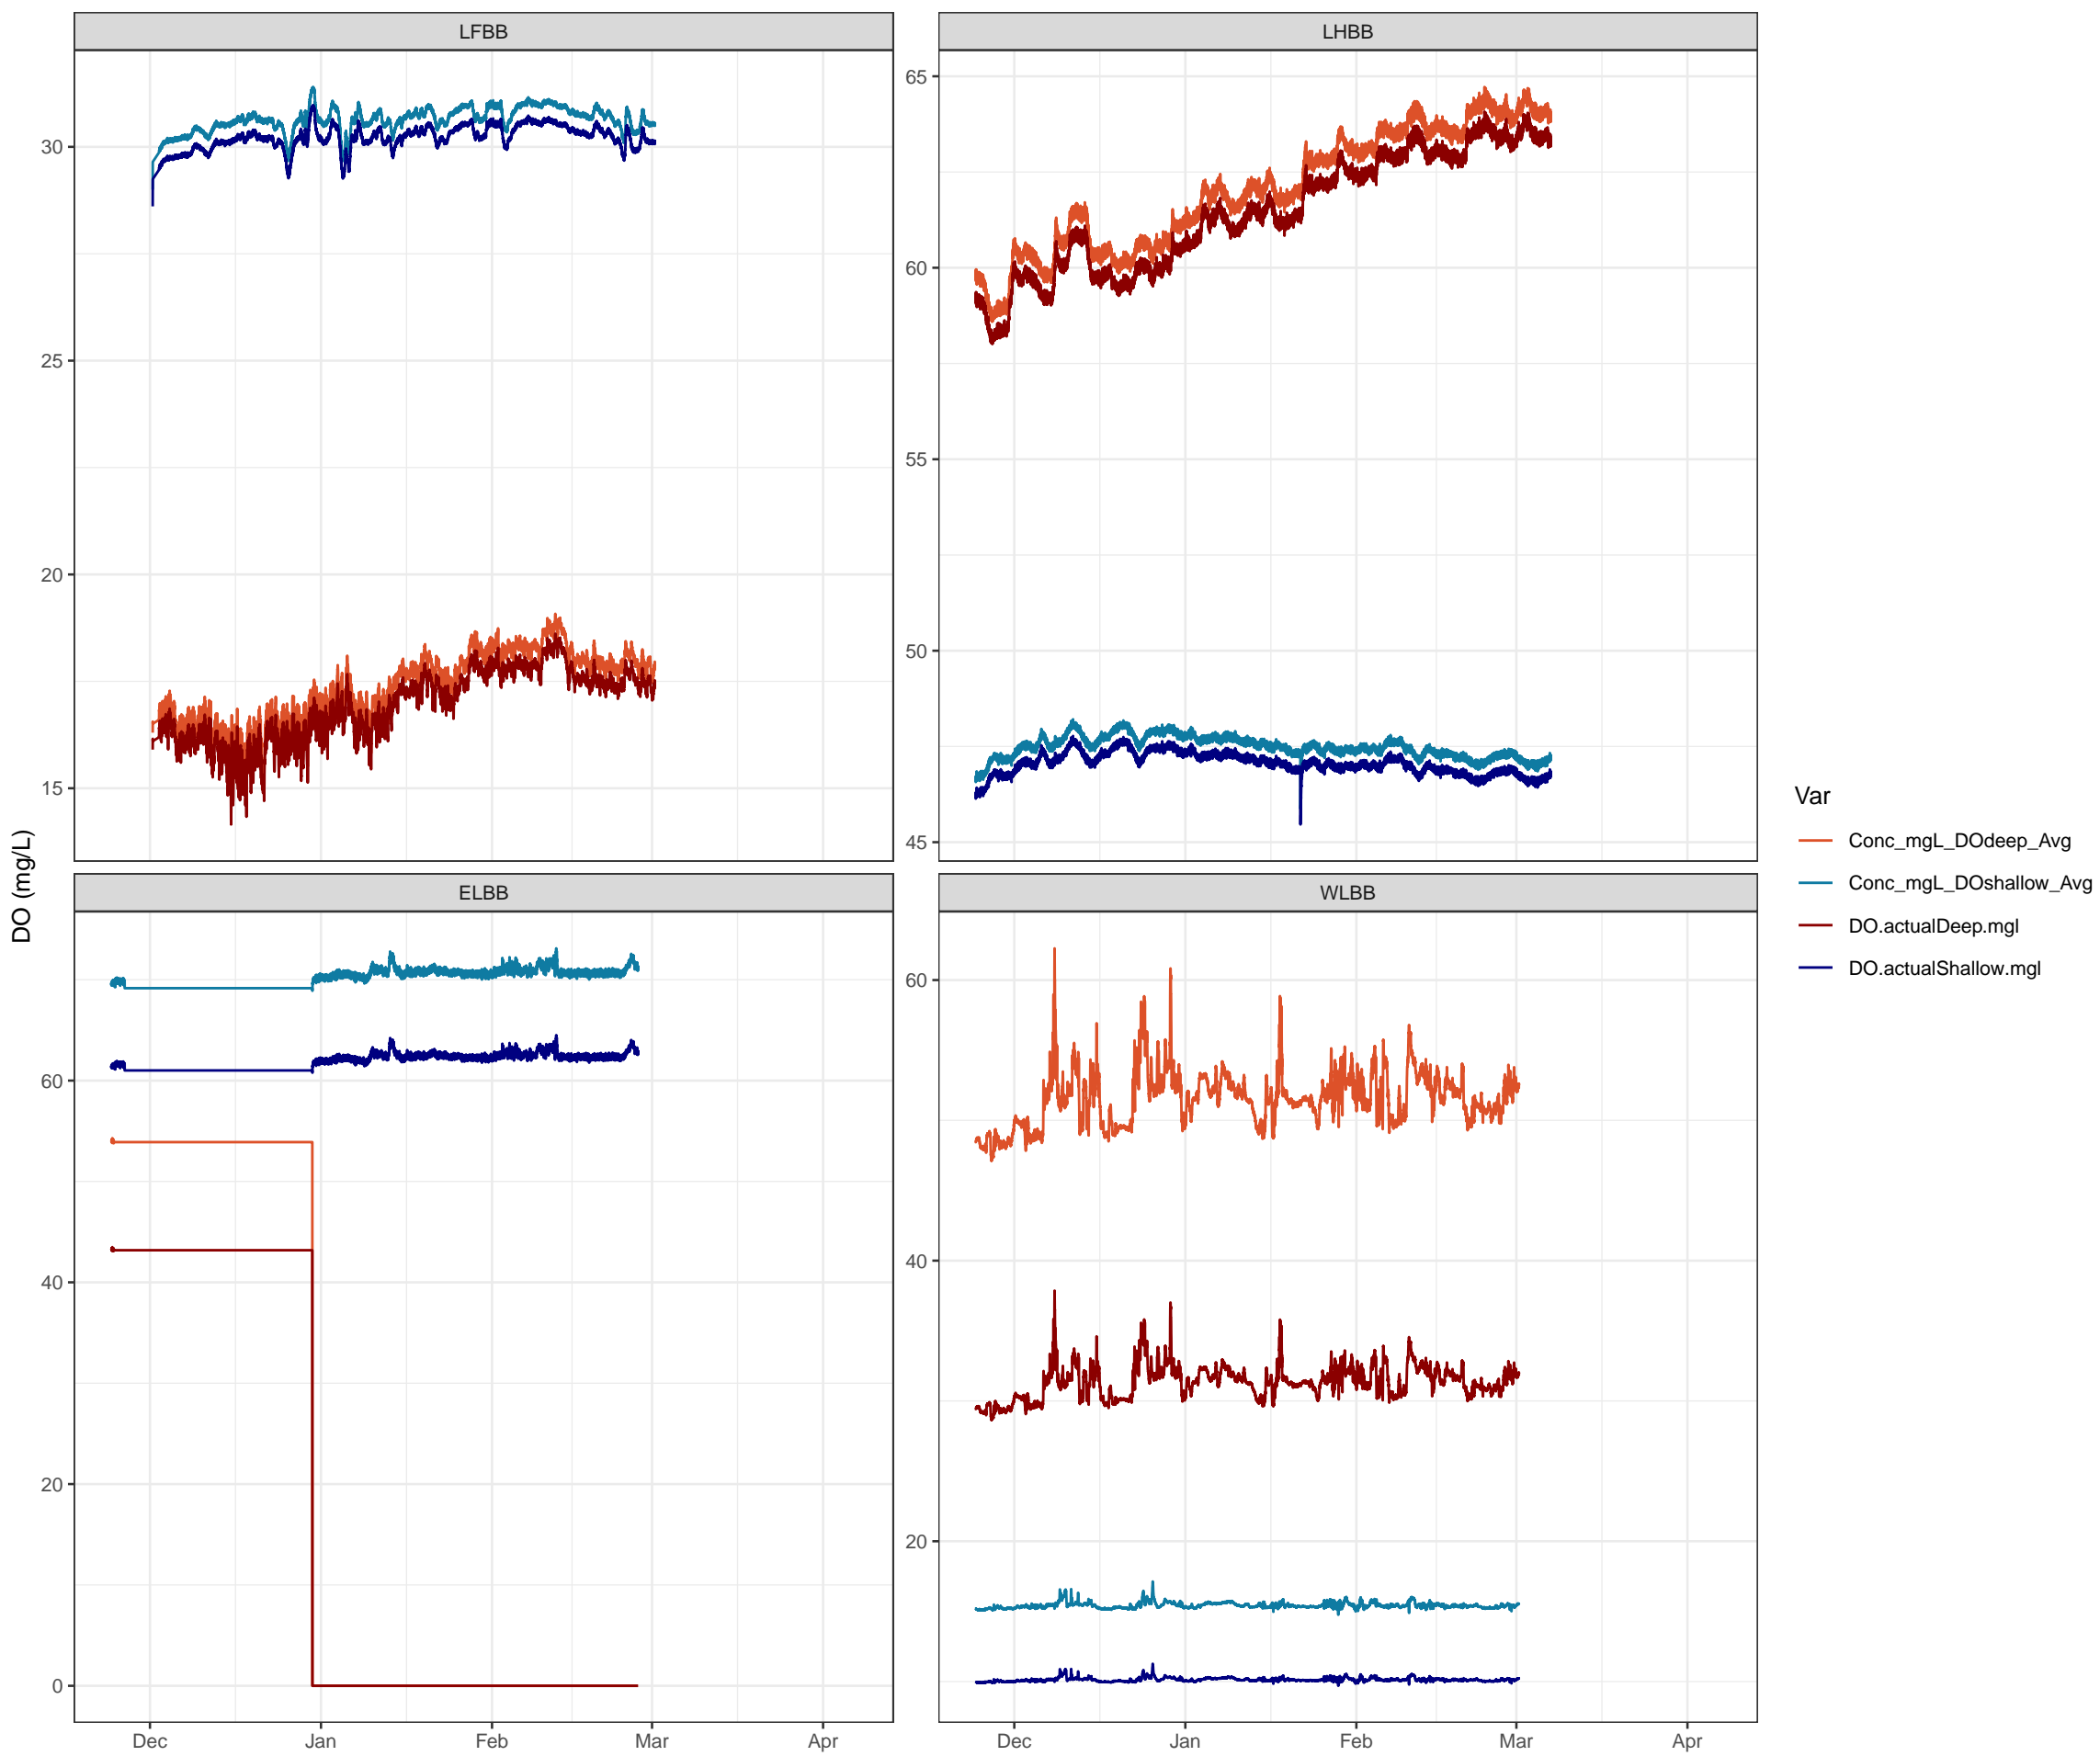 LFBB
LHBB
30
25
20
15
65
60
55
50
45
ELBB
WLBB
60
40
20
0
60
40
20
Dec
Jan
Feb
Mar
Apr
Dec
Jan
Feb
Mar
Apr
DO (mg/L)
Var
Conc_mgL_DOdeep_Avg
Conc_mgL_DOshallow_Avg
DO.actualDeep.mgl
DO.actualShallow.mgl